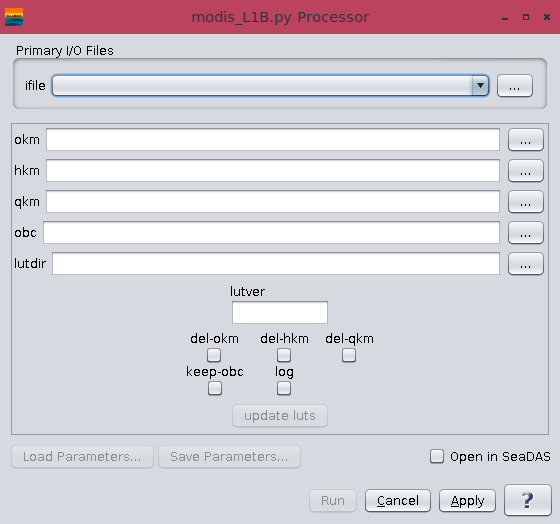 modis_L1B.py Processor
Primary I/O Files
ifile
...
okm
...
hkm
...
qkm
...
obc
...
lutdir
...
lutver
del-okm del-hkm del-qkm
keep-obc log
update luts
Load Parameters... Save Parameters... Open in SeaDAS
Run Cancel Apply ?